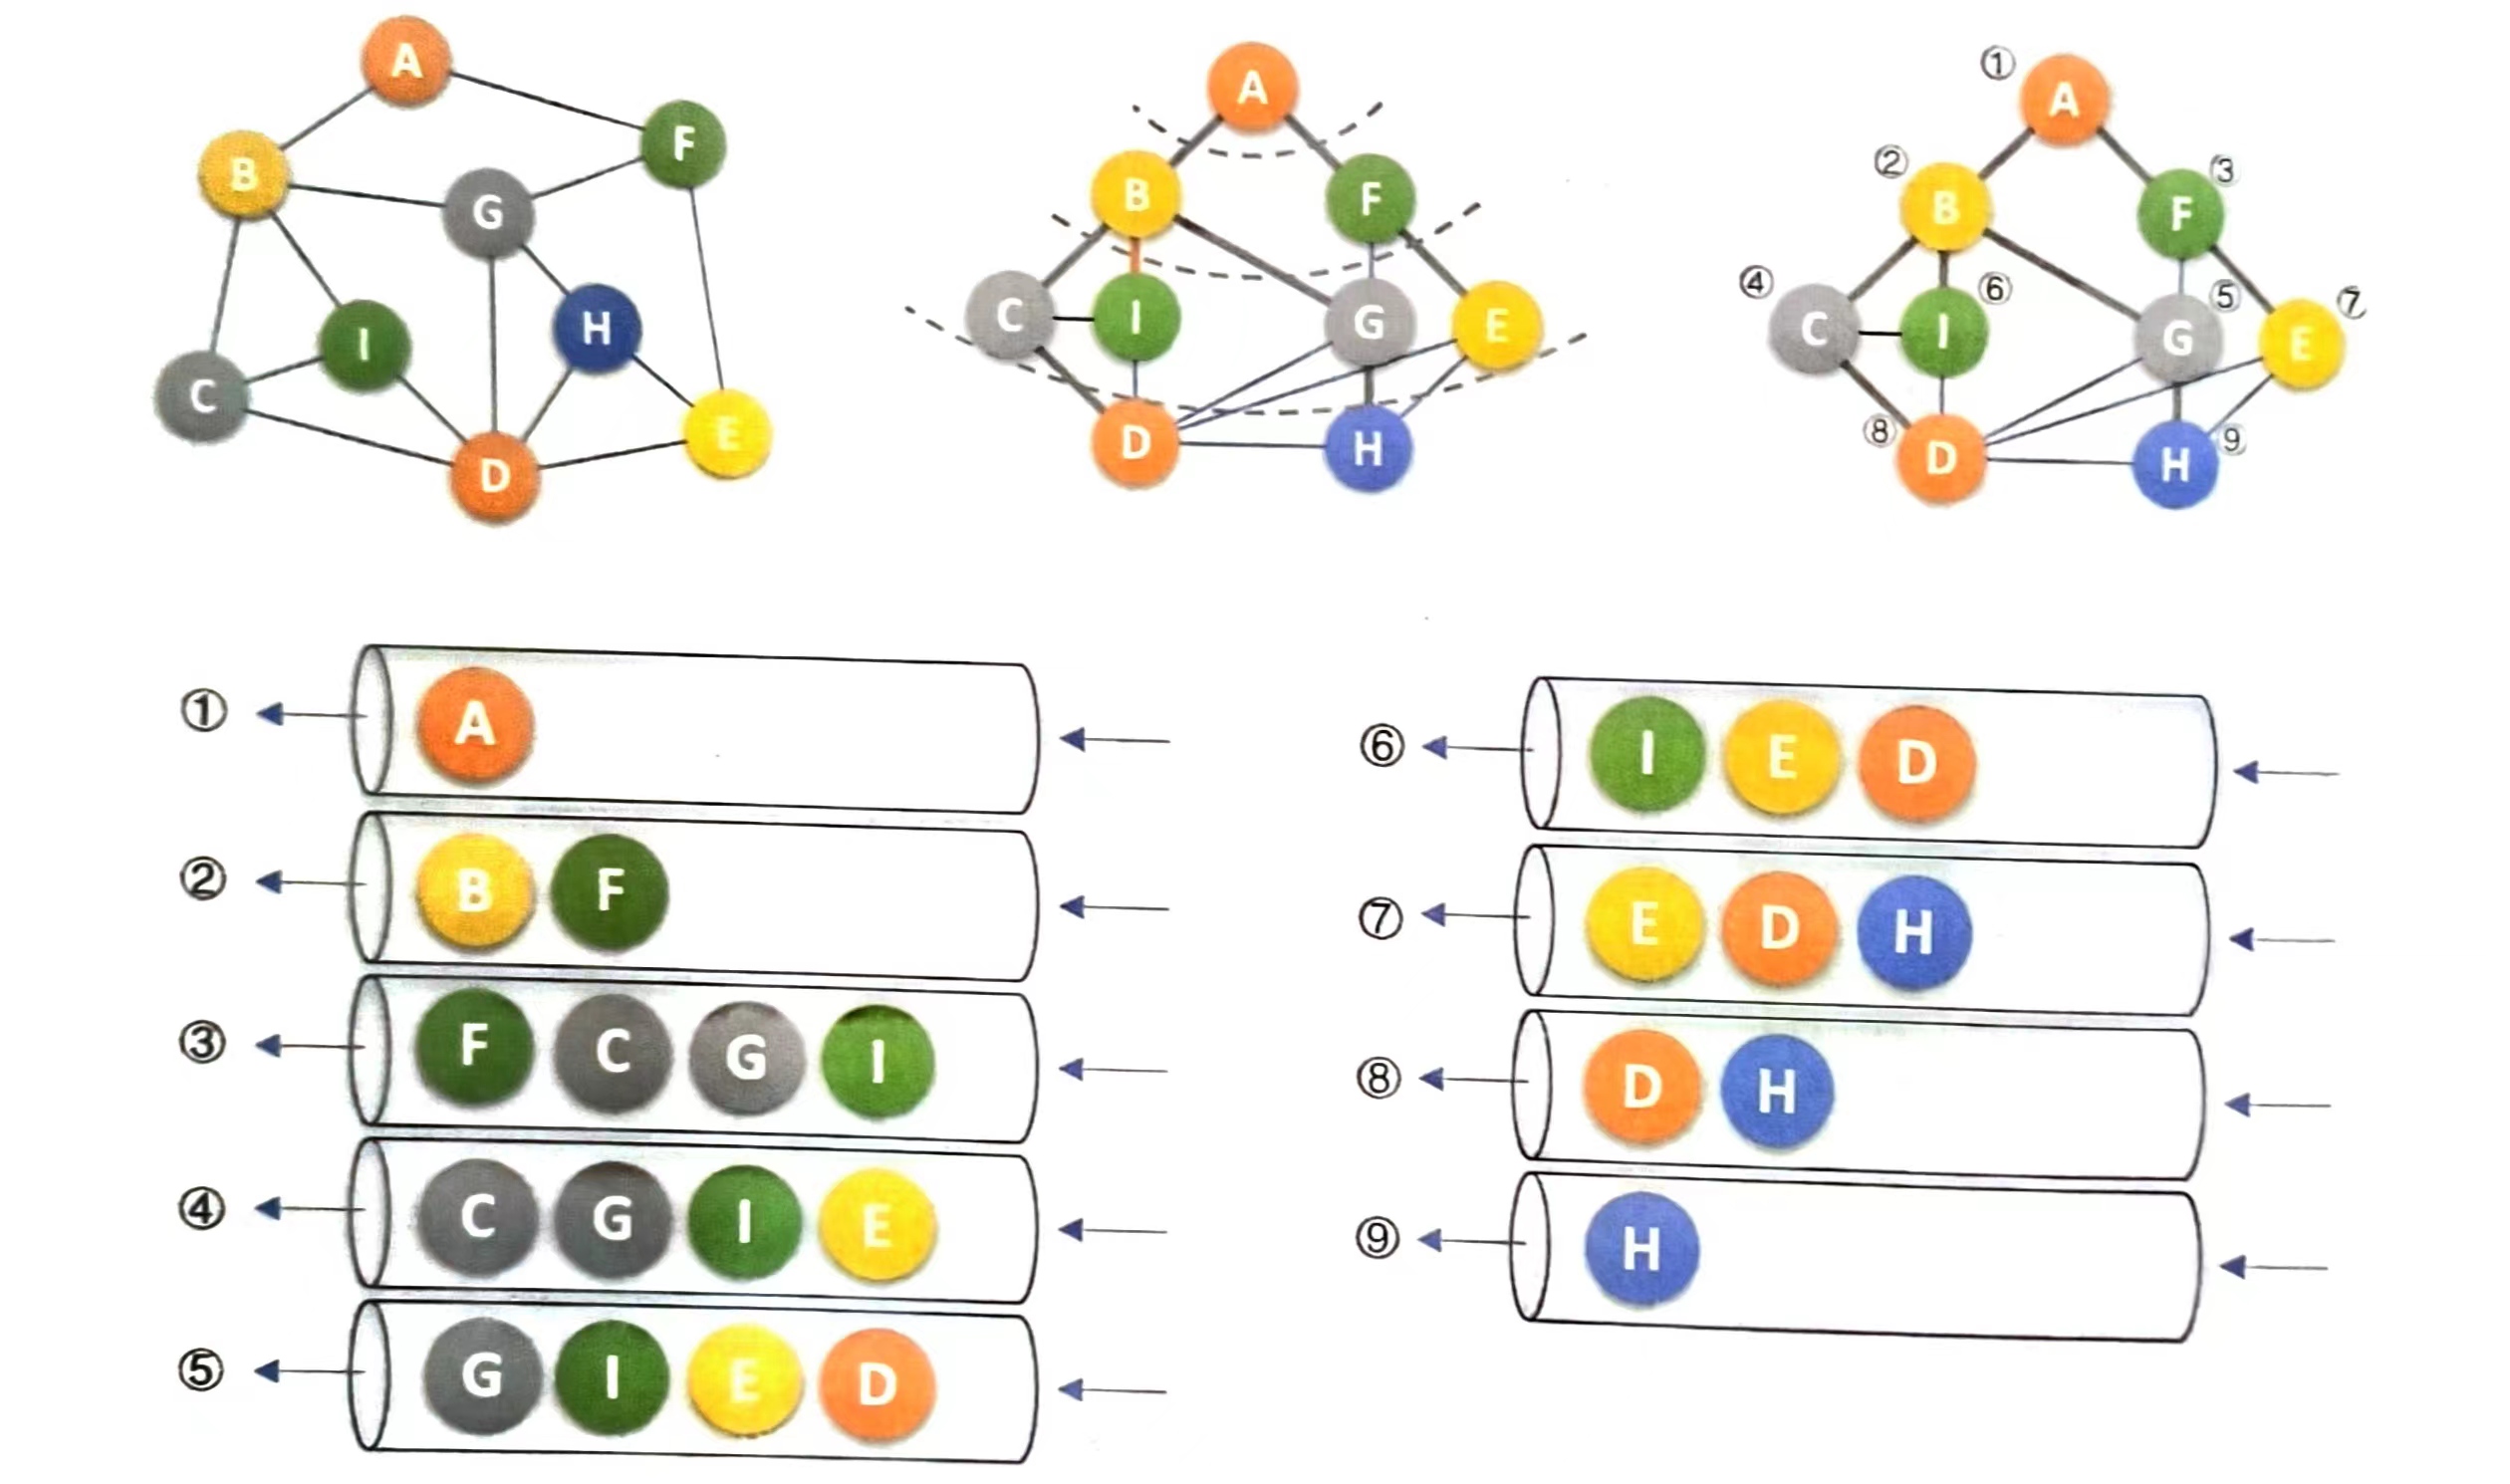 A
F
B
G
H
I
C
E
D
A
B
F
C
I
G
E
D
H
① A
② B
③ F
④ C
⑥ I
⑤ G
⑦ E
⑧ D
⑨ H
① A
② B F
③ F C G I
④ C G I E
⑤ G I E D
⑥ I E D
⑦ E D H
⑧ D H
⑨ H